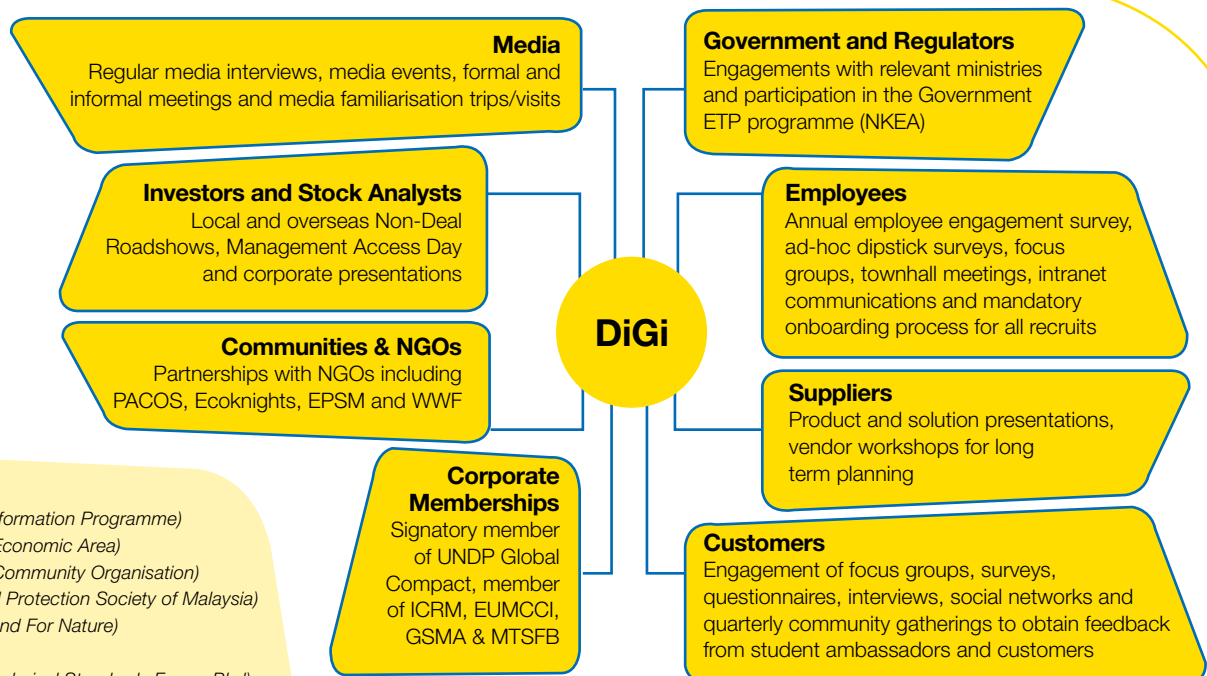 Media
Regular media interviews, media events, formal and
informal meetings and media familiarisation trips/visits
Government and Regulators
Engagements with relevant ministries
and participation in the Government
ETP programme (NKEA)
Investors and Stock Analysts
Local and overseas Non-Deal
Roadshows, Management Access Day
and corporate presentations
Employees
Annual employee engagement survey,
ad-hoc dipstick surveys, focus
groups, townhall meetings, intranet
communications and mandatory
onboarding process for all recruits
DiGi
Communities & NGOs
Partnerships with NGOs including
PACOS, Ecoknights, EPSM and WWF
Suppliers
Product and solution presentations,
vendor workshops for long
term planning
Corporate
Memberships
Signatory member
of UNDP Global
Compact, member
of ICRM, EUMCCI,
GSMA & MTSFB
Customers
Engagement of focus groups, surveys,
questionnaires, interviews, social networks and
quarterly community gatherings to obtain feedback
from student ambassadors and customers
formation Programme)
Economic Area)
Community Organisation)
Protection Society of Malaysia)
nd For Nature)